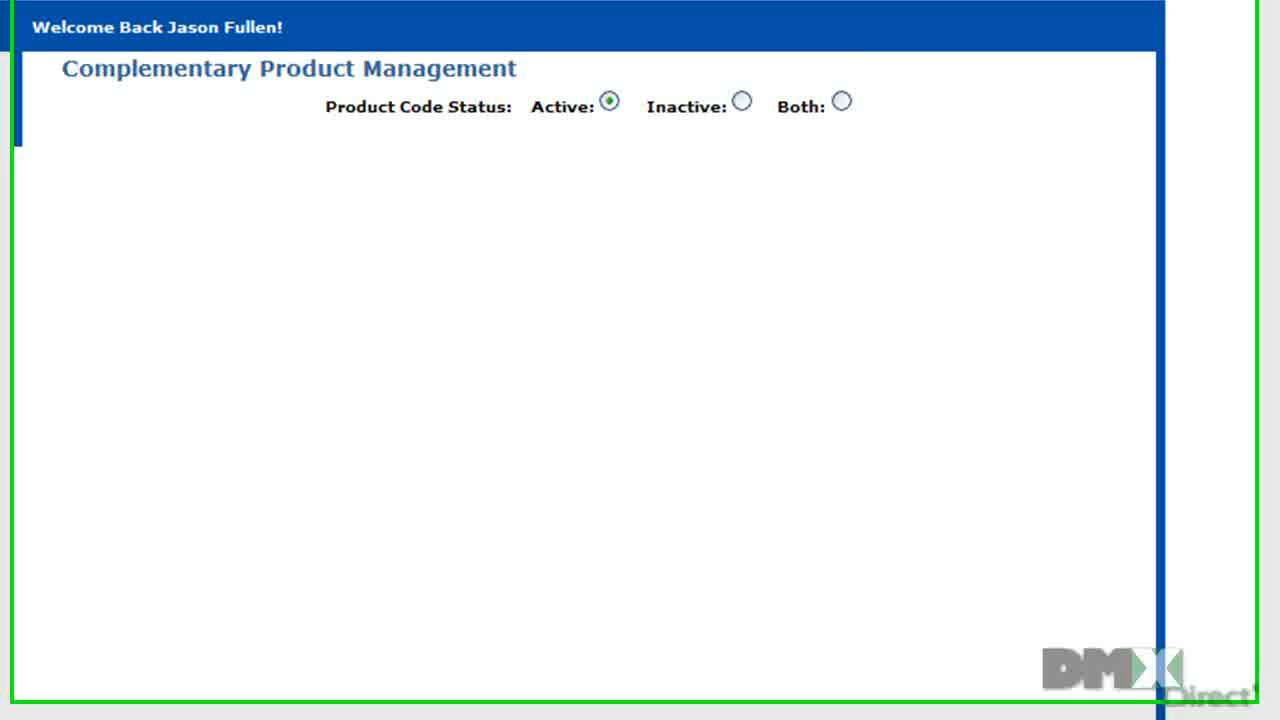 Welcome Back Jason Fullen!
Complementary Product Management
Product Code Status: Active: Inactive: Both:
DMX
Direct